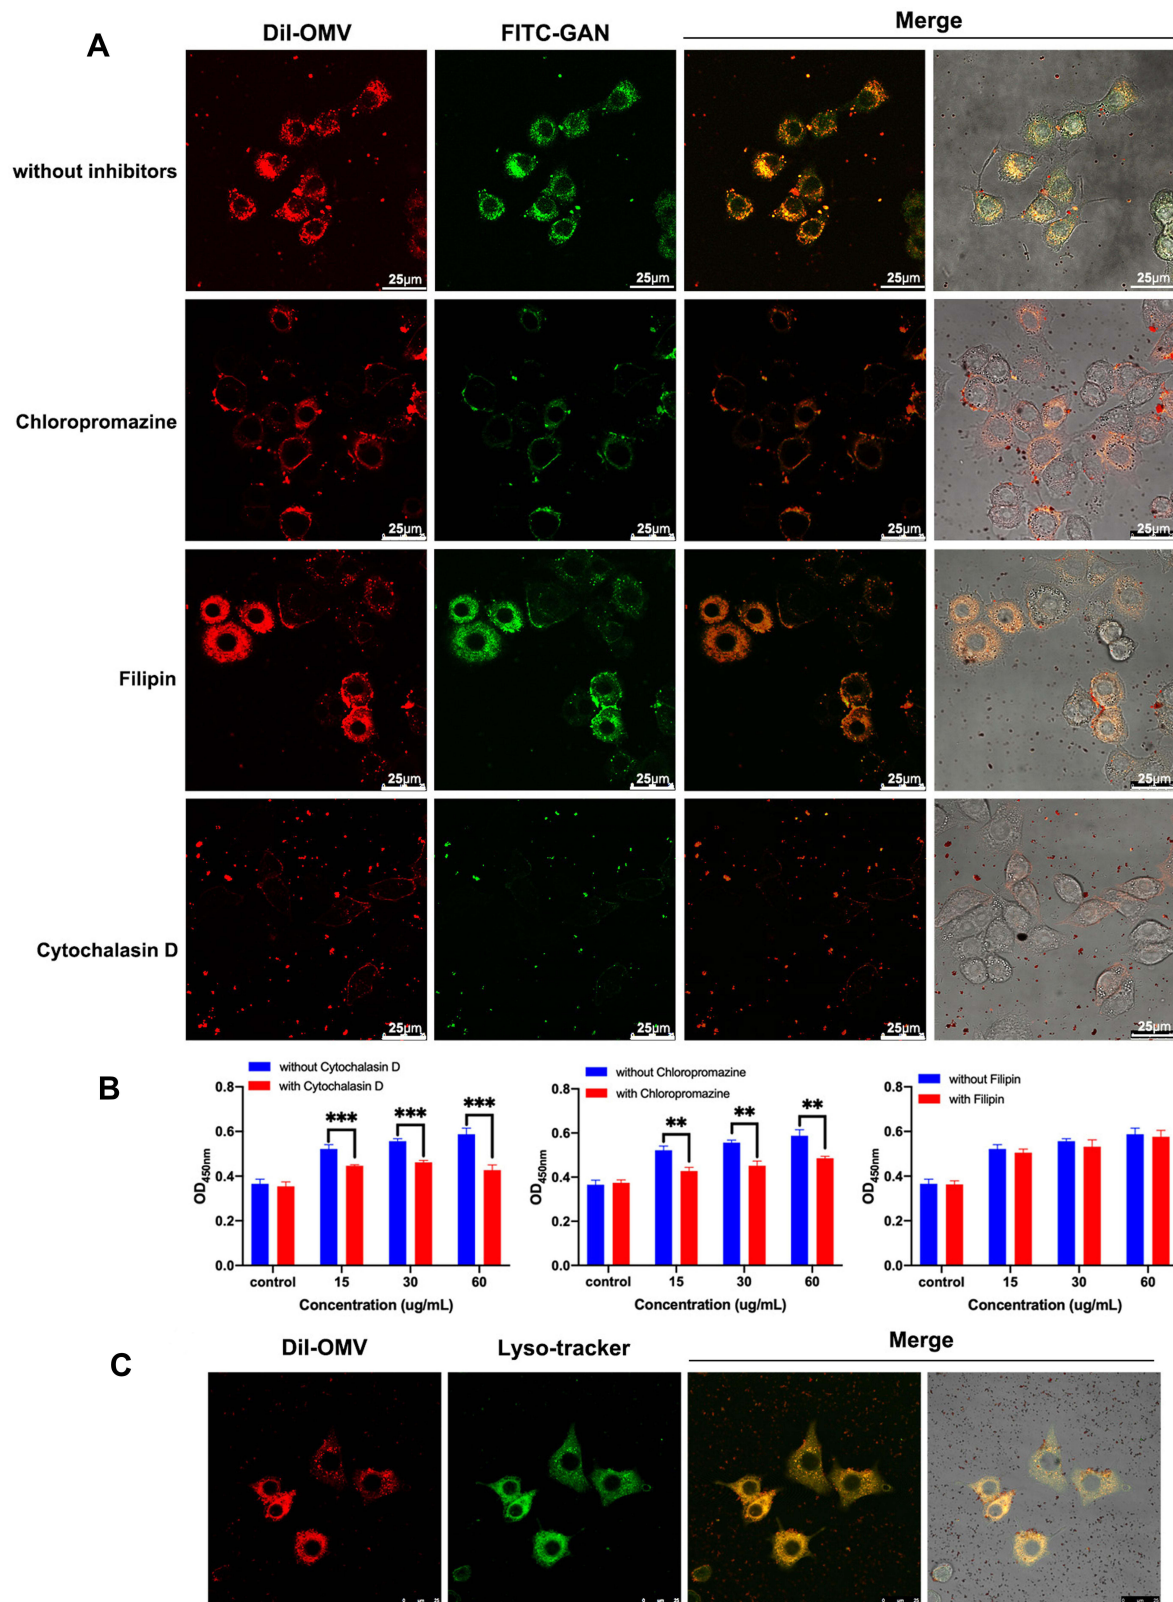 A
DiI-OMV
FITC-GAN
Merge
without inhibitors
25µm
25µm
25µm
25µm
Chloropromazine
25µm
25µm
25µm
25µm
Filipin
25µm
25µm
25µm
25µm
Cytochalasin D
25µm
25µm
25µm
25µm
B
without Cytochalasin D
with Cytochalasin D
0.8
0.6
0.4
0.2
0.0
OD450nm
***
***
***
control
15
30
60
Concentration (ug/mL)
without Chloropromazine
with Chloropromazine
0.8
0.6
0.4
0.2
0.0
OD450nm
**
**
**
control
15
30
60
Concentration (ug/mL)
without Filipin
with Filipin
0.8
0.6
0.4
0.2
0.0
OD450nm
control
15
30
60
Concentration (ug/mL)
C
DiI-OMV
Lyso-tracker
Merge